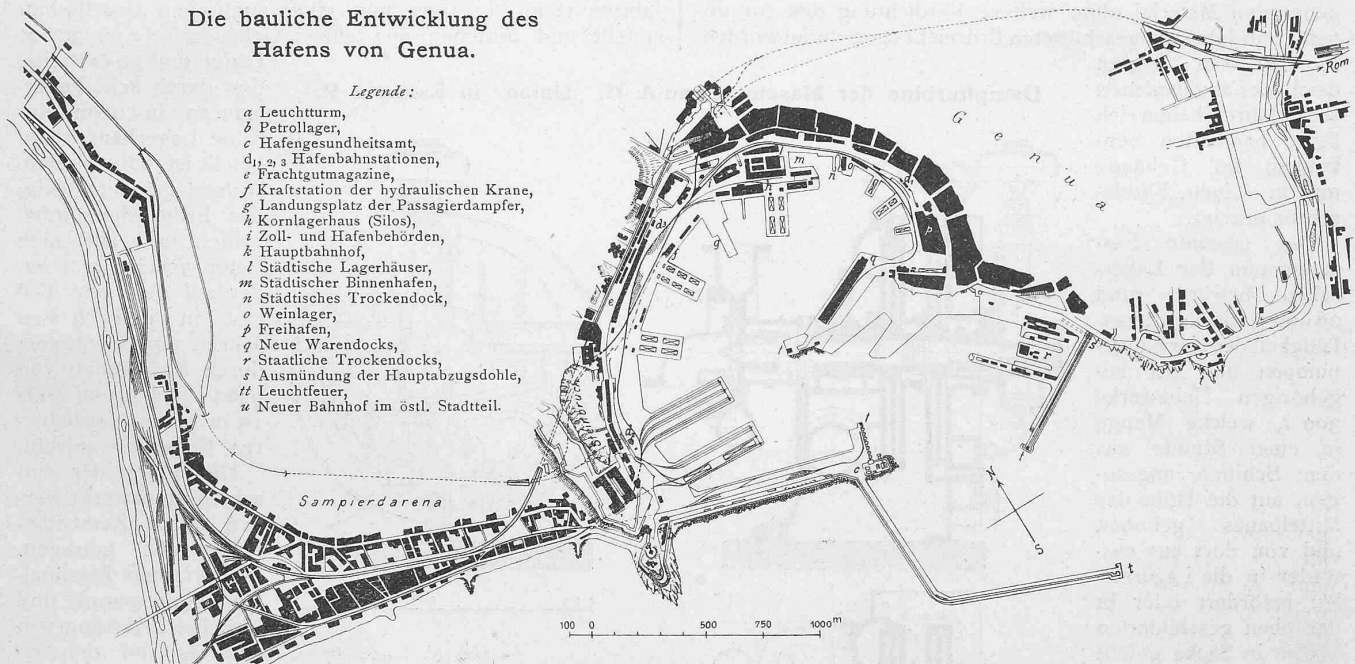 Die bauliche Entwicklung des
Hafens von Genua.
Legende:
a Leuchtturm,
b Petrollager,
c Hafengesundheitsamt,
d1, 2, 3 Hafenbahnstationen,
e Frachtgutmagazine,
f Kraftstation der hydraulischen Krane,
g Landungsplatz der Passagierdampfer,
h Kornlagerhaus (Silos),
i Zoll- und Hafenbehörden,
k Hauptbahnhof,
l Städtische Lagerhäuser,
m Städtischer Binnenhafen,
n Städtisches Trockendock,
o Weinlager,
p Freihafen,
q Neue Warendocks,
r Staatliche Trockendocks,
s Ausmündung der Hauptabzugsdohle,
tt Leuchtfeuer,
u Neuer Bahnhof im östl. Stadtteil.
Genua
u
Rom
m
n
o
d1
h
i
g
p
q
e
r
s
c
t
t
S
Sampierdarena
100 0 500 750 1000 m